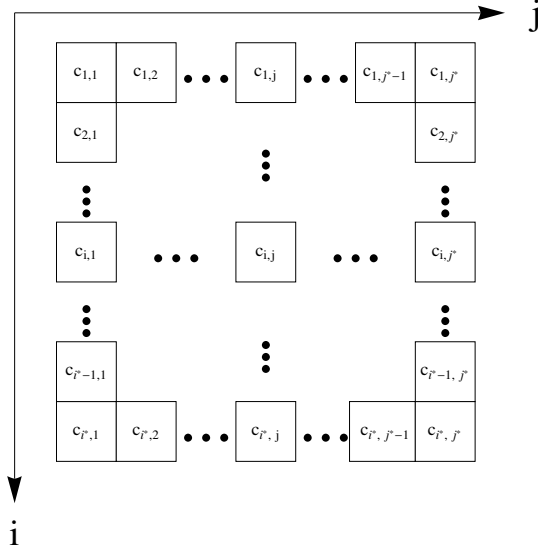 j
c1,1 c1,2 ••• c1,j ••• c1,j*−1 c1,j*
c2,1 c2,j*
ci,1 ••• ci,j ••• ci,j*
ci*−1,1 ci*−1, j*
ci*,1 ci*,2 ••• ci*, j ••• ci*, j*−1 ci*, j*
i